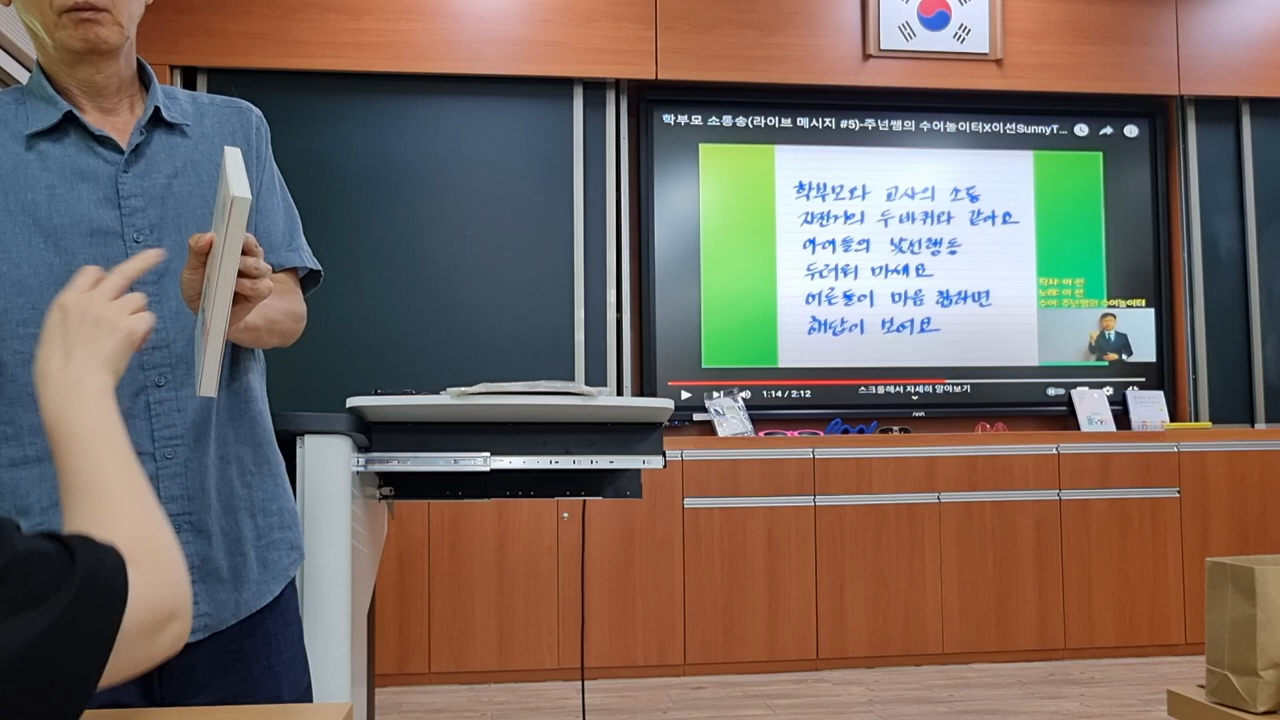 학부모 소통송(라이브 메시지 #5)-주넌쌤의 수어놀이터X이선SunnyT...
학부모와 교사의 소통
자전거의 두 바퀴와 같아요
아이들의 낯선행동
두려워 마세요
어른들이 마음 합하면
해답이 보여요
작사: 이 선
노래: 이 선
수어: 주넌쌤의 수어놀이터
1:14 / 2:12
스크롤해서 자세히 알아보기